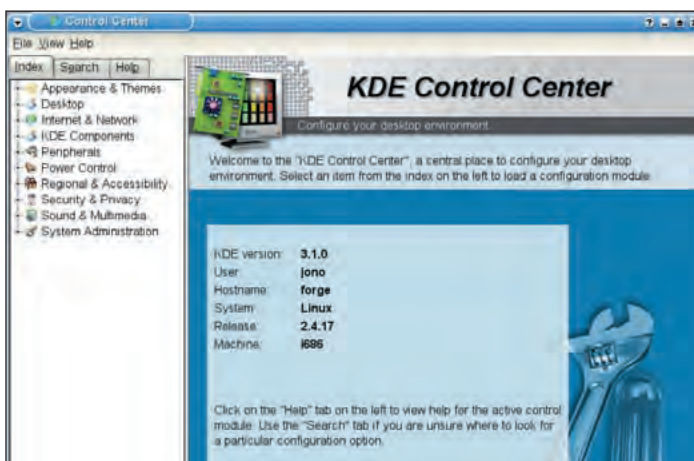 Control Center
File View Help
Index Search Help
Appearance & Themes
Desktop
Internet & Network
KDE Components
Peripherals
Power Control
Regional & Accessibility
Security & Privacy
Sound & Multimedia
System Administration
KDE Control Center
Configure your desktop environment
Welcome to the "KDE Control Center", a central place to configure your desktop
environment. Select an item from the index on the left to load a configuration module.
KDE version: 3.1.0
User: jono
Hostname: forge
System: Linux
Release: 2.4.17
Machine: i686
Click on the "Help" tab on the left to view help for the active control
module. Use the "Search" tab if you are unsure where to look for
a particular configuration option.